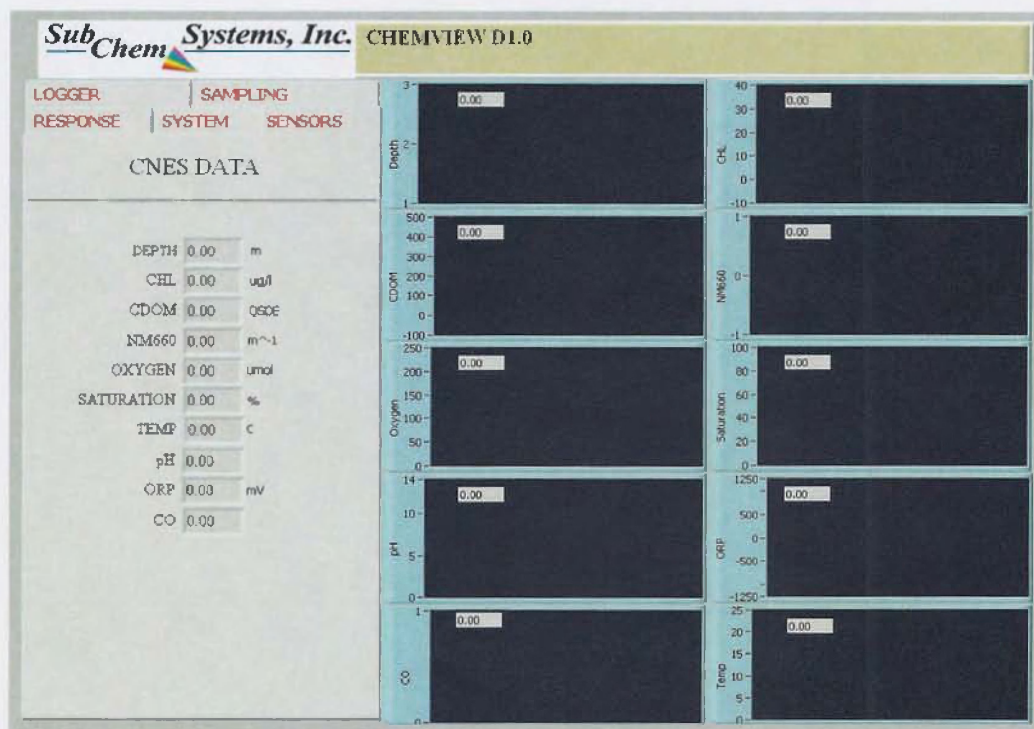 Sub Chem Systems, Inc.
CHEMVIEW D1.0
LOGGER SAMPLING
RESPONSE SYSTEM SENSORS
CNES DATA
DEPTH 0.00 m
CHL 0.00 ug/l
CDOM 0.00 QSDE
NM660 0.00 m^-1
OXYGEN 0.00 umol
SATURATION 0.00 %
TEMP 0.00 C
pH 0.00
ORP 0.00 mV
CO 0.00
Depth
3
2
1
0.00
CHL
40
30
20
10
0
-10
0.00
CDOM
500
400
300
200
100
0
-100
0.00
NM660
1
0
-1
0.00
Oxygen
250
200
150
100
50
0
0.00
Saturation
100
80
60
40
20
0
0.00
pH
14
10
5
0
0.00
ORP
1250
500
0
-500
-1250
0.00
CO
1
0
0.00
Temp
25
20
15
10
5
0
0.00